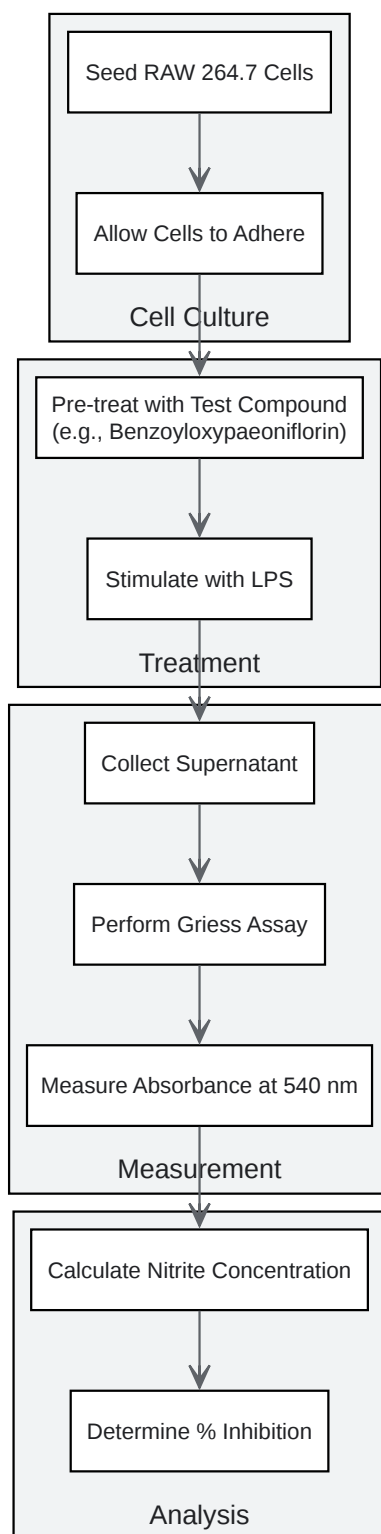 Seed RAW 264.7 Cells
Allow Cells to Adhere
Cell Culture
Pre-treat with Test Compound
(e.g., Benzoyloxypaeoniflorin)
Stimulate with LPS
Treatment
Collect Supernatant
Perform Griess Assay
Measure Absorbance at 540 nm
Measurement
Calculate Nitrite Concentration
Determine % Inhibition
Analysis